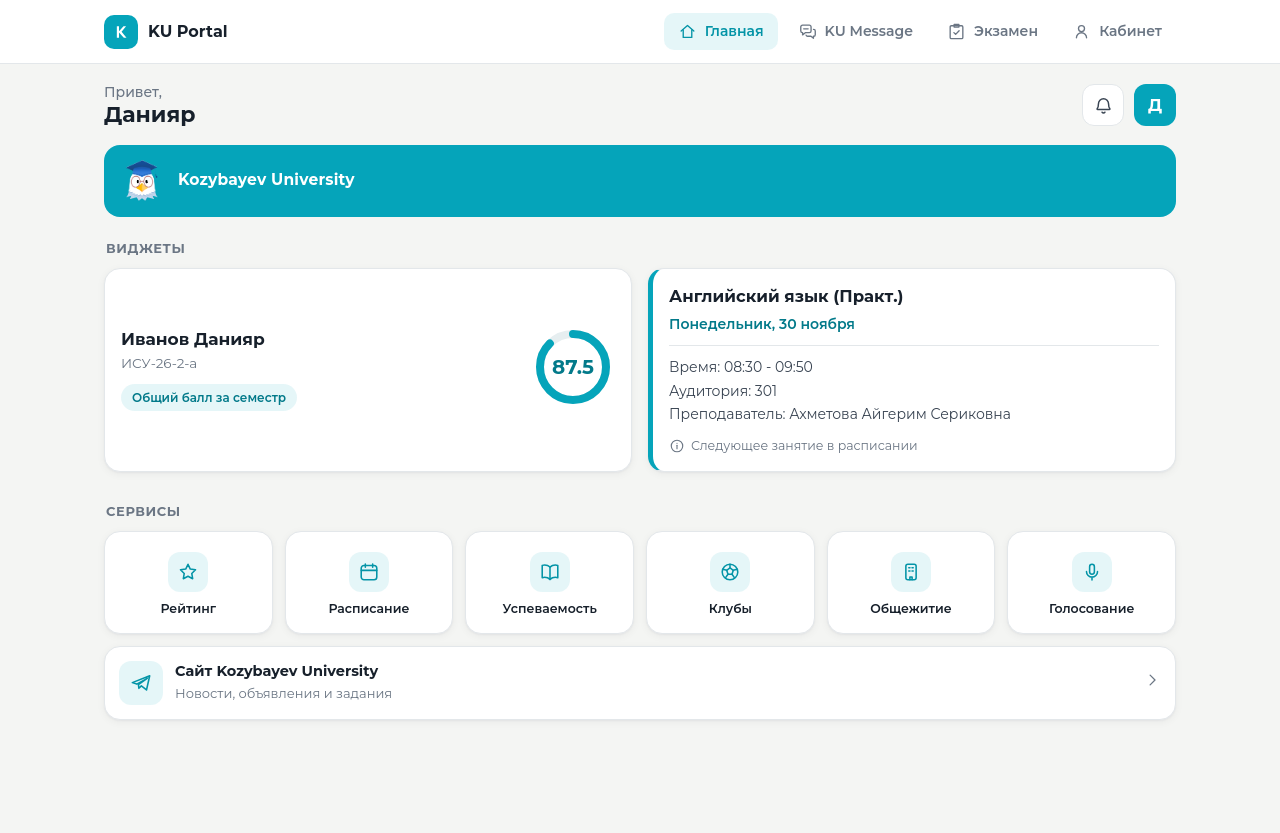 K KU Portal
Главная
KU Message
Экзамен
Кабинет
Привет,
Данияр
Д
Kozybayev University
ВИДЖЕТЫ
Иванов Данияр
ИСУ-26-2-а
Общий балл за семестр
87.5
Английский язык (Практ.)
Понедельник, 30 ноября
Время: 08:30 - 09:50
Аудитория: 301
Преподаватель: Ахметова Айгерим Сериковна
Следующее занятие в расписании
СЕРВИСЫ
Рейтинг
Расписание
Успеваемость
Клубы
Общежитие
Голосование
Сайт Kozybayev University
Новости, объявления и задания